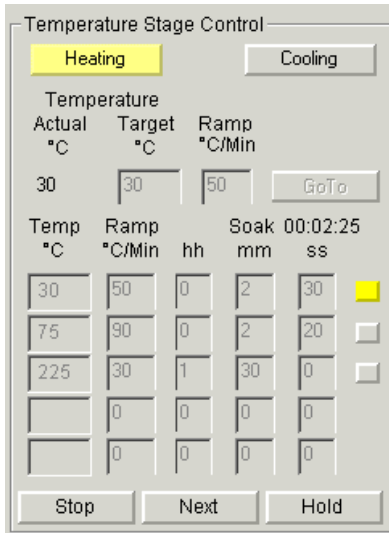 Temperature Stage Control
Heating Cooling
Temperature
Actual Target Ramp
°C °C °C/Min
30 30 50 GoTo
Temp Ramp Soak 00:02:25
°C °C/Min hh mm ss
30 50 0 2 30
75 90 0 2 20
225 30 1 30 0
0 0 0 0
0 0 0 0
Stop Next Hold